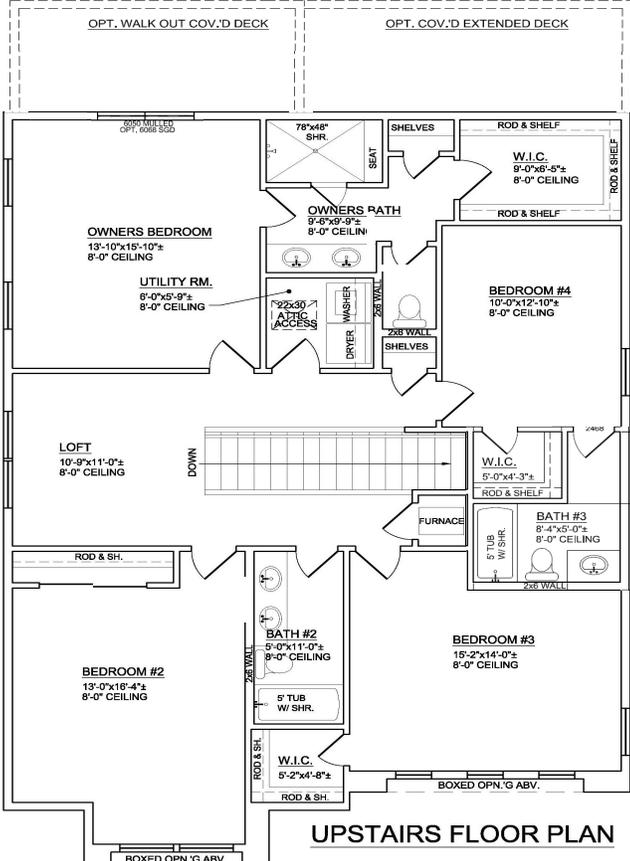 OPT. WALK OUT COV.'D DECK
OPT. COV.'D EXTENDED DECK
6050 MULLED
OPT, 6068 SGD
78"x48"
SHR.
SEAT
SHELVES
ROD & SHELF
W.I.C.
9'-0"x6'-5"±
8'-0" CEILING
ROD & SHELF
ROD & SHELF
OWNERS BATH
9'-6"x9'-9"±
8'-0" CEILING
OWNERS BEDROOM
13'-10"x15'-10"±
8'-0" CEILING
UTILITY RM.
6'-0"x5'-9"±
8'-0" CEILING
22x30
ATTIC
ACCESS
WASHER
DRYER
2x6 WALL
2x6 WALL
SHELVES
BEDROOM #4
10'-0"x12'-10"±
8'-0" CEILING
2468
LOFT
10'-9"x11'-0"±
8'-0" CEILING
DOWN
W.I.C.
5'-0"x4'-3"±
ROD & SHELF
FURNACE
BATH #3
8'-4"x5'-0"±
8'-0" CEILING
5' TUB
W/ SHR.
2x6 WALL
ROD & SH.
BATH #2
5'-0"x11'-0"±
8'-0" CEILING
2x6 WALL
5' TUB
W/ SHR.
BEDROOM #3
15'-2"x14'-0"±
8'-0" CEILING
BEDROOM #2
13'-0"x16'-4"±
8'-0" CEILING
ROD & SH.
W.I.C.
5'-2"x4'-8"±
ROD & SH.
BOXED OPN.'G ABV.
UPSTAIRS FLOOR PLAN
BOXED OPN.'G ABV